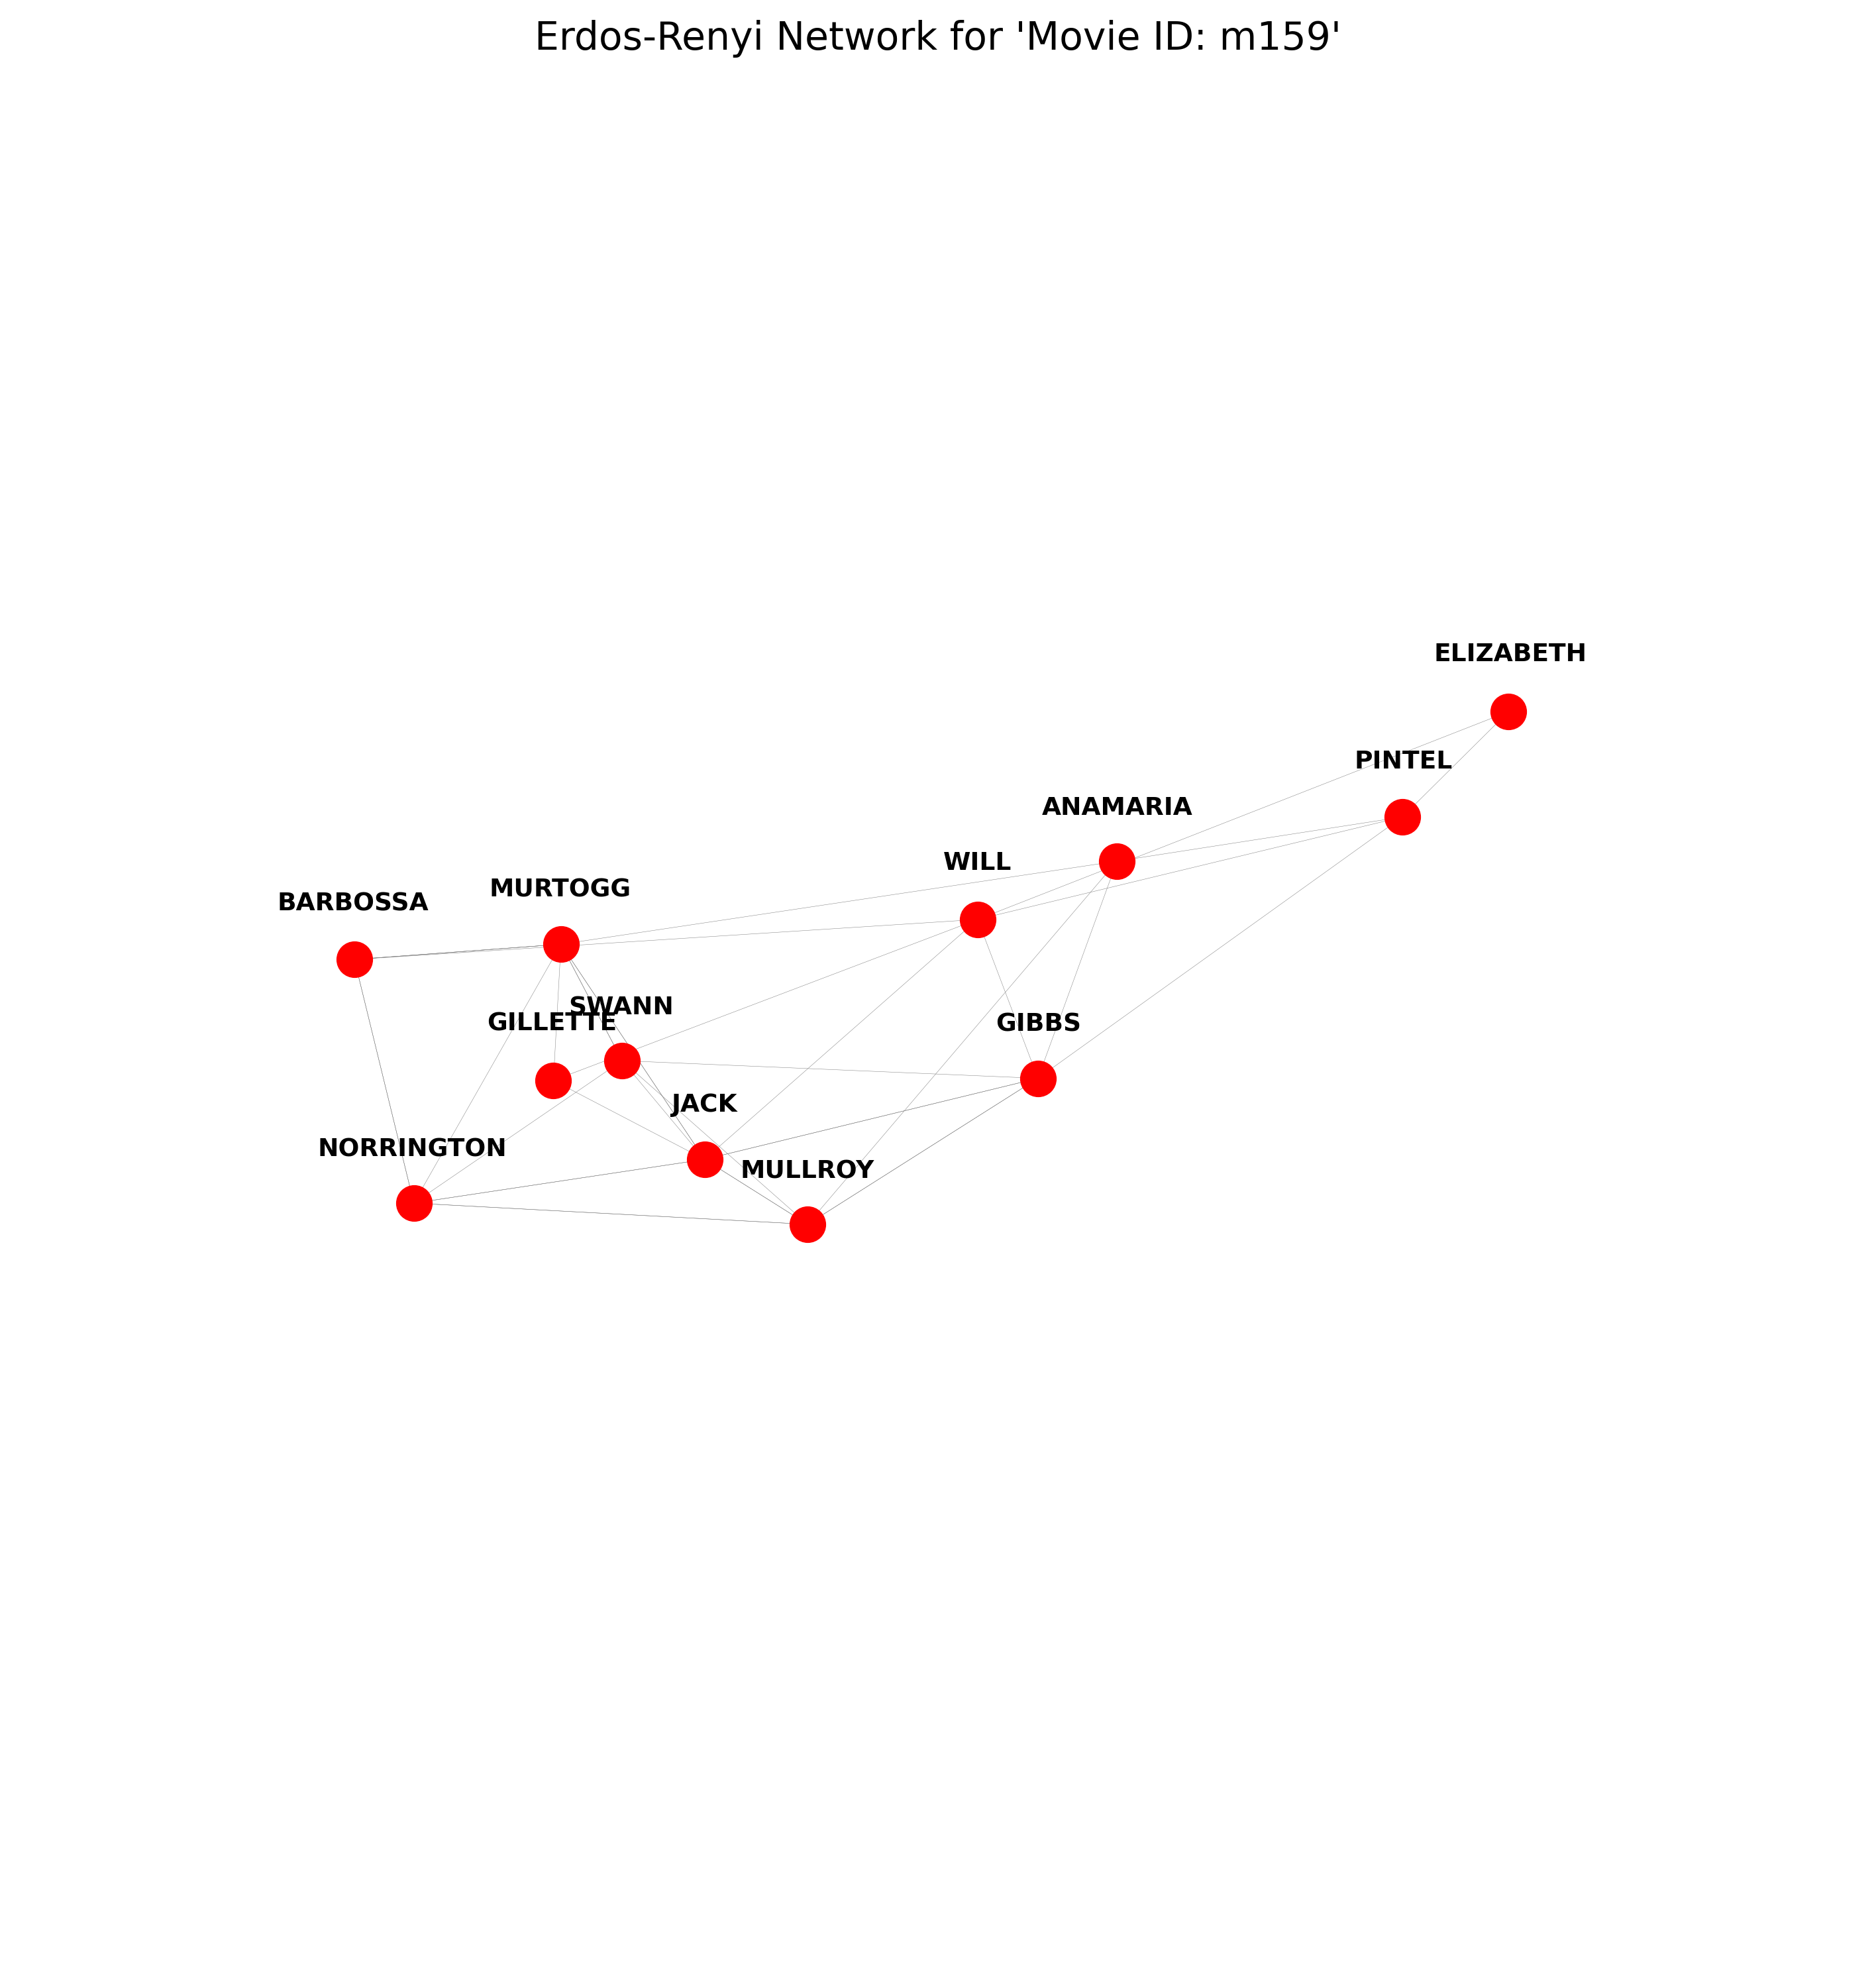 Erdos-Renyi Network for 'Movie ID: m159'
ELIZABETH
PINTEL
ANAMARIA
WILL
MURTOGG
BARBOSSA
SWANN
GILLETTE
GIBBS
JACK
NORRINGTON
MULLROY